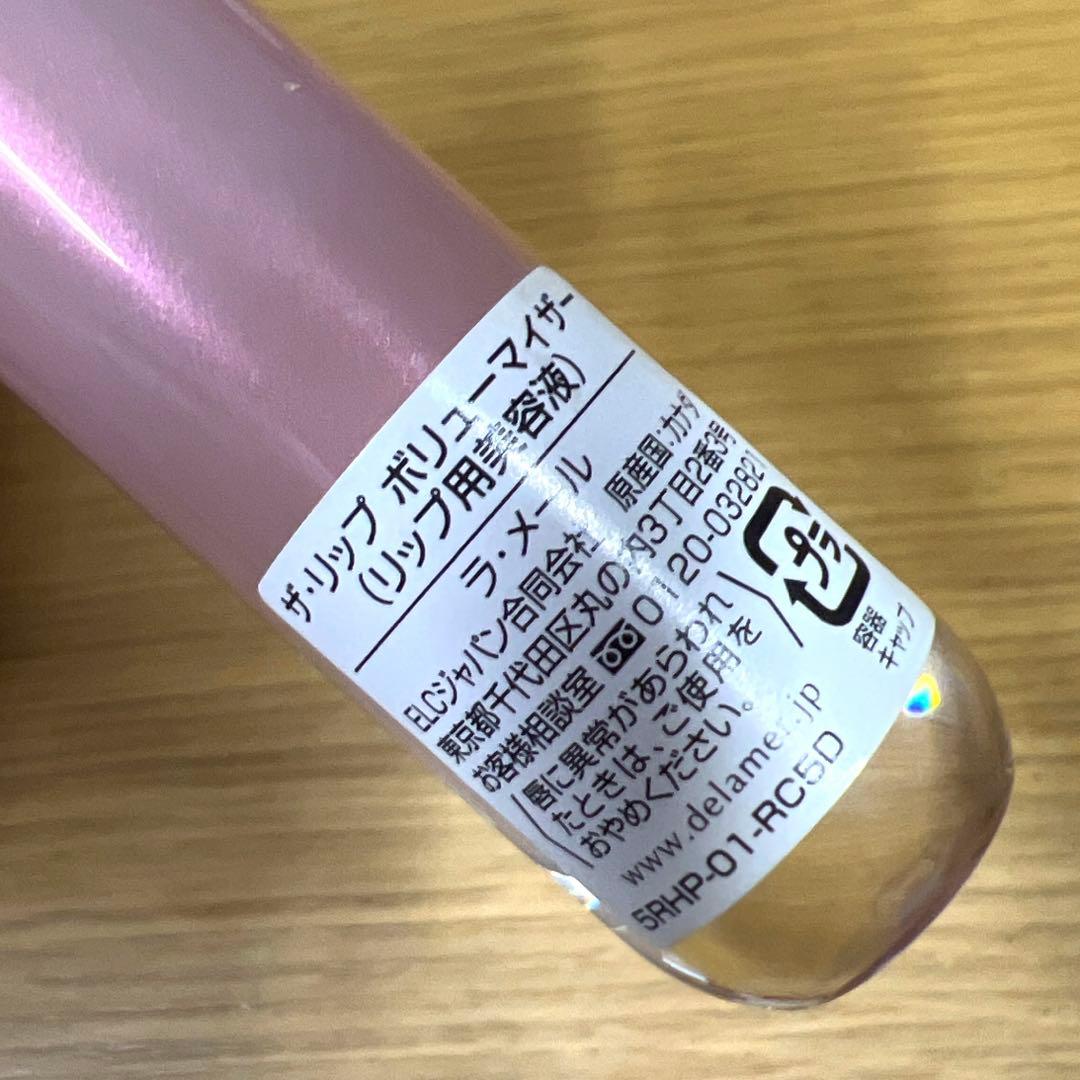 ザ・リップ ボリューマイザー
(リップ用美容液)
ラ・メール
ELCジャパン合同会社 原産国:カナダ
東京都千代田区丸の内3丁目2番3号
お客様相談室 0120-03282
唇に異常があらわれ
たときは、ご使用を
おやめください。
プラ
容器
キャップ
www.delamer.jp
5RHP-01-RC5D